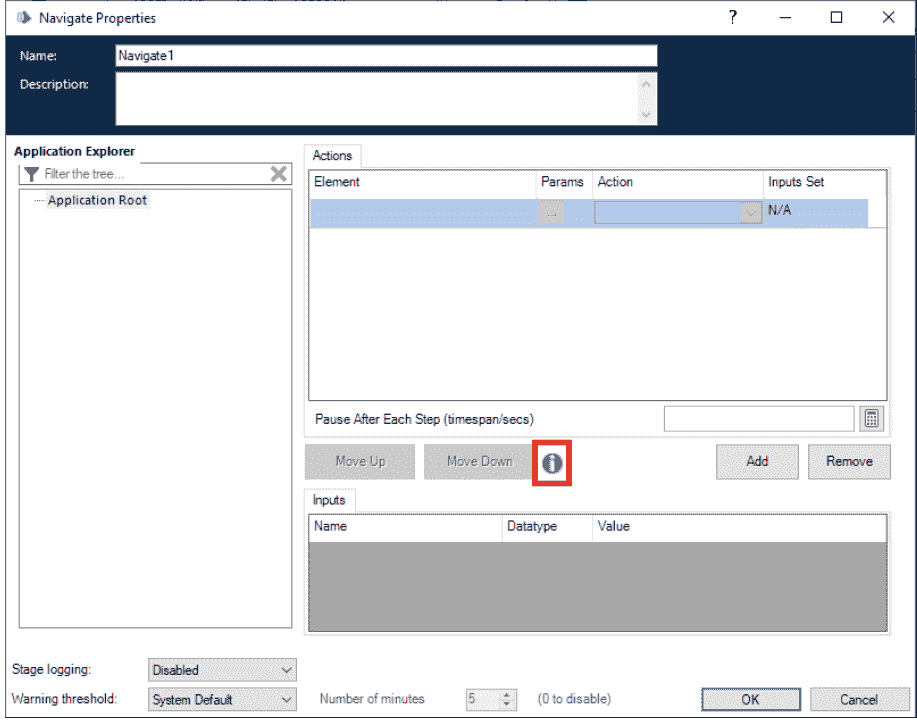 Navigate Properties
?
Name: Navigate1
Description:
Application Explorer
Filter the tree...
Application Root
Actions
Element Params Action Inputs Set
... N/A
Pause After Each Step (timespan/secs)
Move Up Move Down i Add Remove
Inputs
Name Datatype Value
Stage logging: Disabled
Warning threshold: System Default Number of minutes 5 (0 to disable) OK Cancel